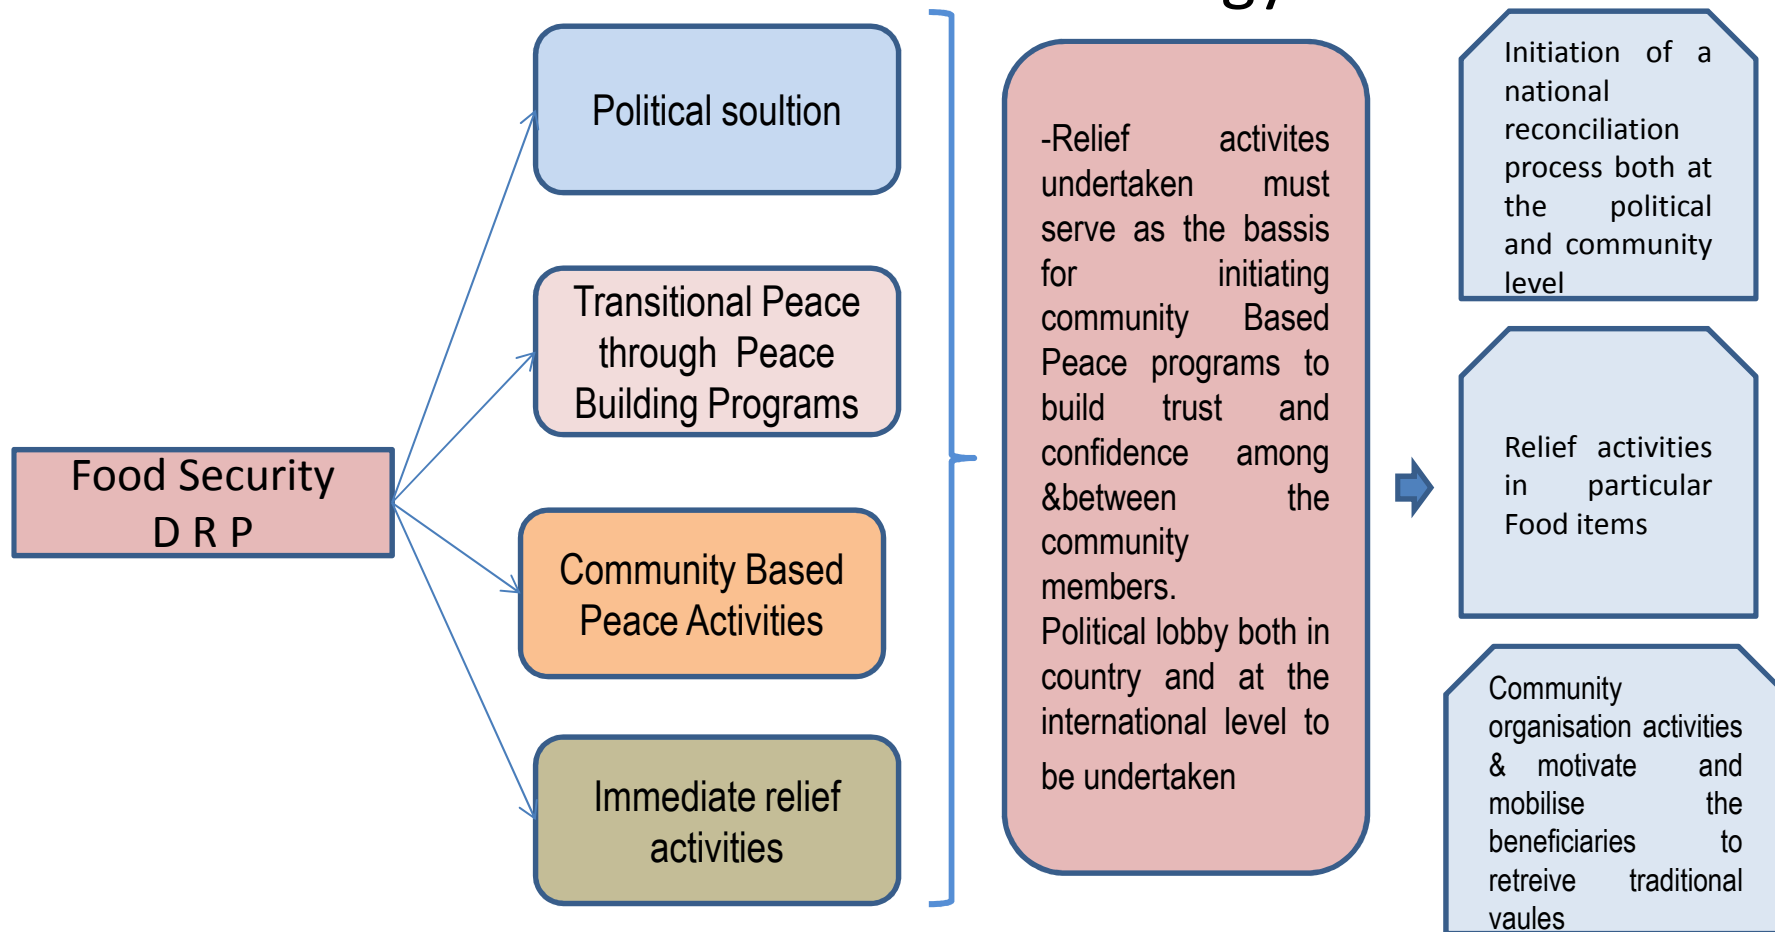 gy
Political soultion
Transitional Peace
through Peace
Building Programs
Food Security
D R P
Community Based
Peace Activities
Immediate relief
activities
-Relief activites
undertaken must
serve as the bassis
for initiating
community Based
Peace programs to
build trust and
confidence among
&between the
community
members.
Political lobby both in
country and at the
international level to
be undertaken
Initiation of a
national
reconciliation
process both at
the political
and community
level
Relief activities
in particular
Food items
Community
organisation activities
& motivate and
mobilise the
beneficiaries to
retreive traditional
vaules